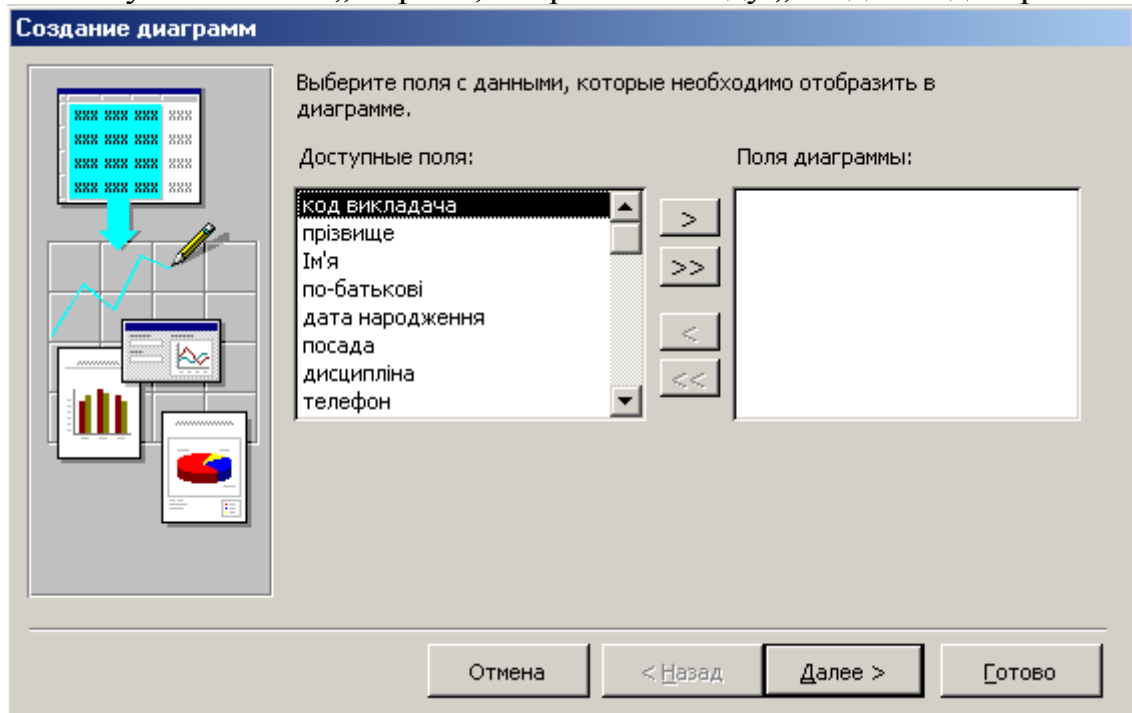 Создание диаграмм
Выберите поля с данными, которые необходимо отобразить в
диаграмме.
Доступные поля:
Поля диаграммы:
код викладача
прізвище
Ім'я
по-батькові
дата народження
посада
дисципліна
телефон
>
>>
<
<<
Отмена
< Назад
Далее >
Готово